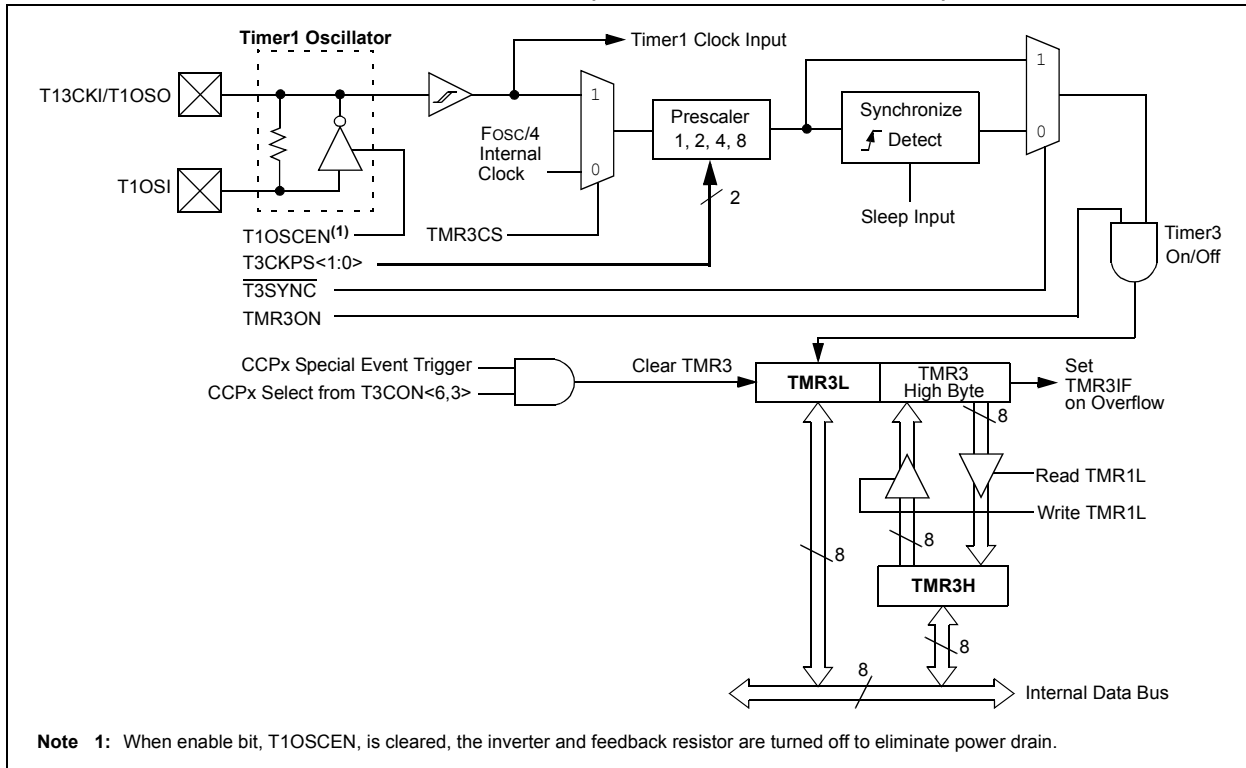 Timer1 Oscillator
Timer1 Clock Input
T13CKI/T1OSO
1
1
FOSC/4
Internal
Clock
0
Prescaler
1, 2, 4, 8
Synchronize
Detect
0
T1OSI
2
Sleep Input
T1OSCEN(1)
TMR3CS
Timer3
On/Off
T3CKPS<1:0>
T3SYNC
TMR3ON
CCPx Special Event Trigger
CCPx Select from T3CON<6,3>
Clear TMR3
TMR3L
TMR3
High Byte
Set
TMR3IF
on Overflow
8
Read TMR1L
Write TMR1L
8
8
TMR3H
8
8
Internal Data Bus
Note 1: When enable bit, T1OSCEN, is cleared, the inverter and feedback resistor are turned off to eliminate power drain.